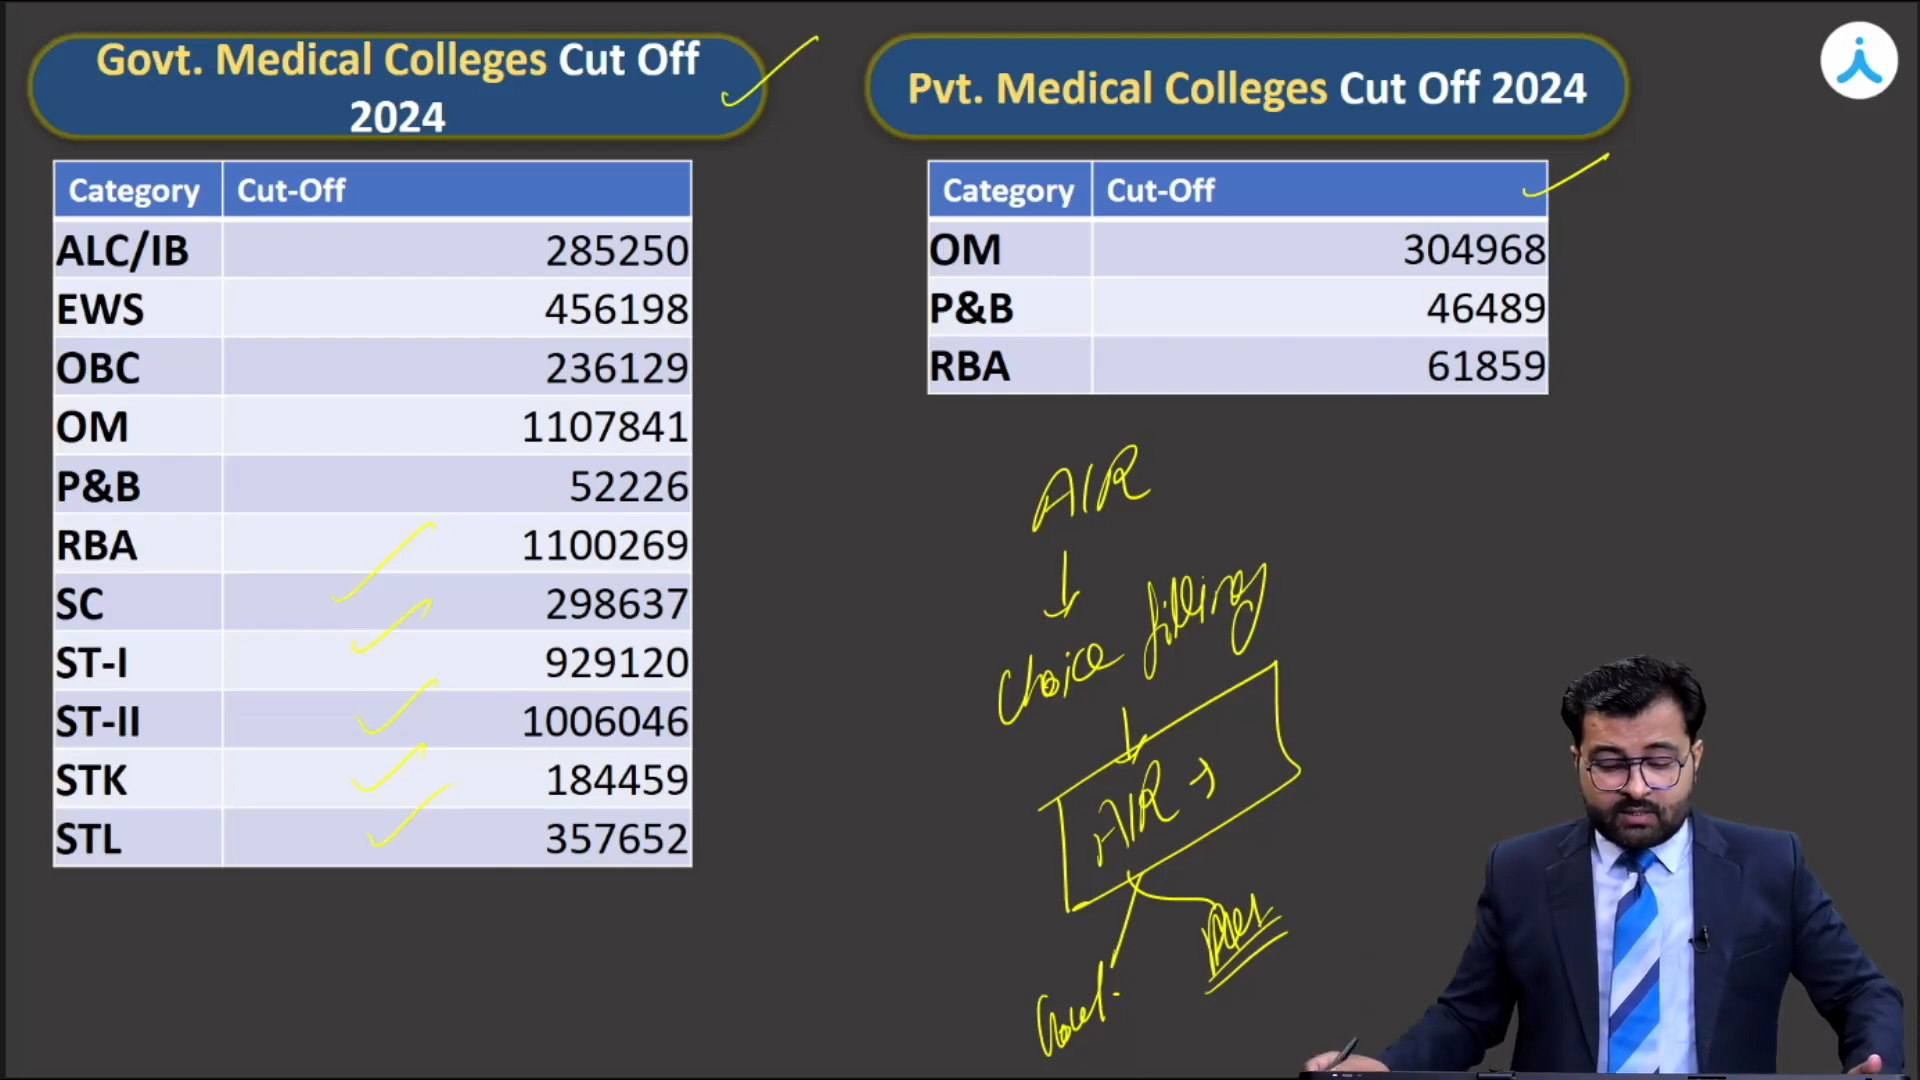 Govt. Medical Colleges Cut Off
2024
Category Cut-Off
ALC/IB 285250
EWS 456198
OBC 236129
OM 1107841
P&B 52226
RBA 1100269
SC 298637
ST-I 929120
ST-II 1006046
STK 184459
STL 357652
Pvt. Medical Colleges Cut Off 2024
Category Cut-Off
OM 304968
P&B 46489
RBA 61859
AIR
Choice filling
AIR
Govt.